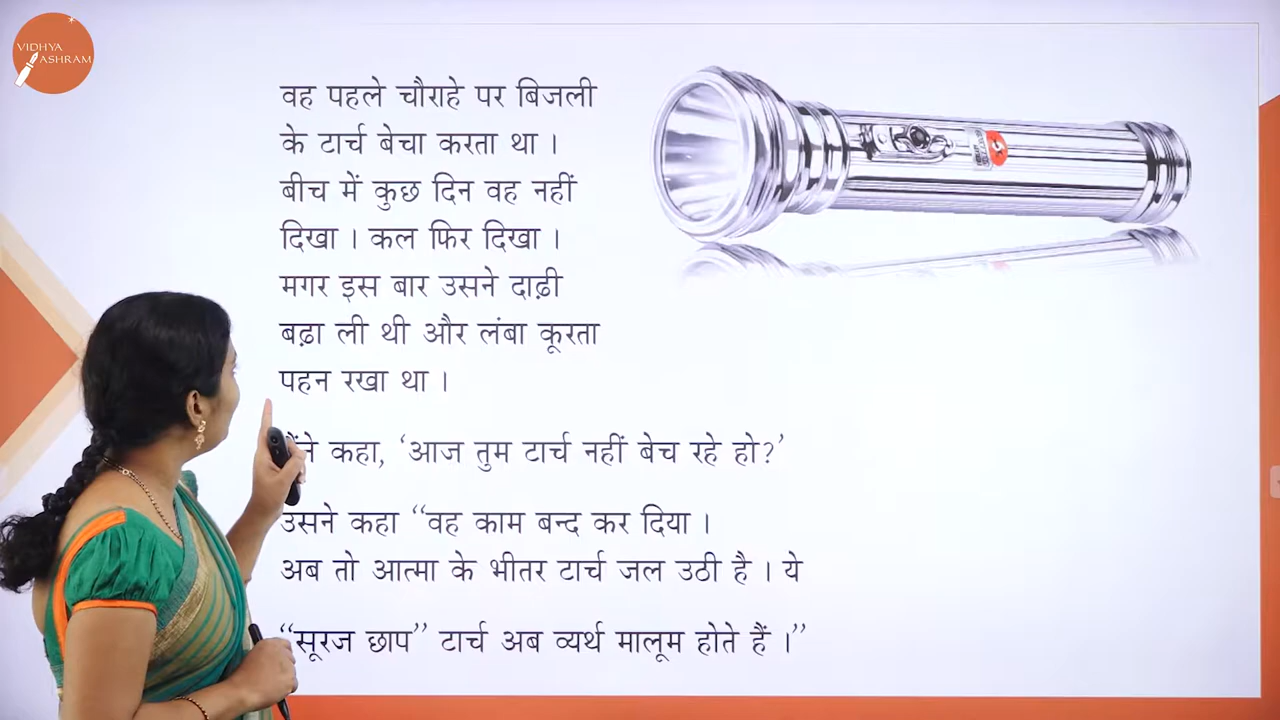 VIDHYA
ASHRAM
वह पहले चौराहे पर बिजली
के टार्च बेचा करता था ।
बीच में कुछ दिन वह नहीं
दिखा । कल फिर दिखा ।
मगर इस बार उसने दाढ़ी
बढ़ा ली थी और लंबा कूरता
पहन रखा था ।
कहा, ‘आज तुम टार्च नहीं बेच रहे हो?’
उसने कहा “वह काम बन्द कर दिया ।
अब तो आत्मा के भीतर टार्च जल उठी है । ये
“सूरज छाप” टार्च अब व्यर्थ मालूम होते हैं ।”